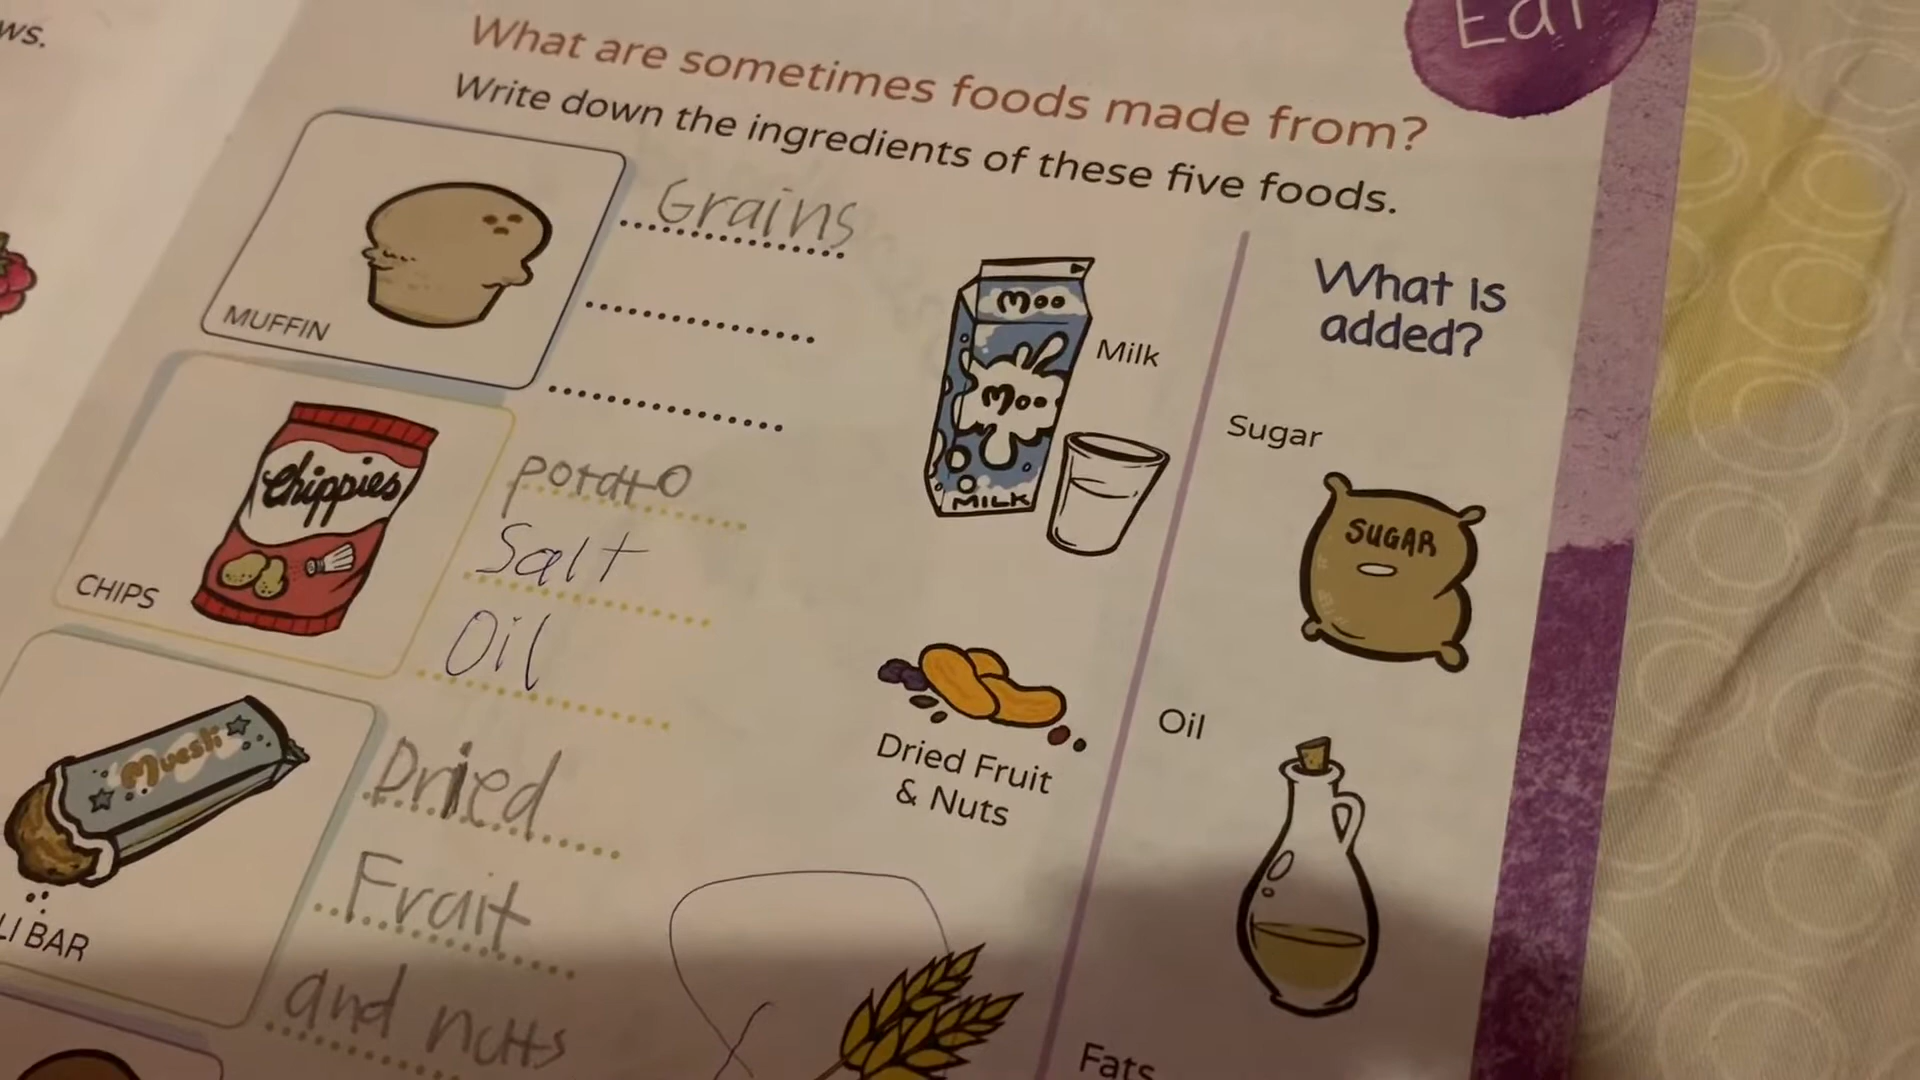 ws.
Eat
What are sometimes foods made from?
Write down the ingredients of these five foods.
MUFFIN
Grains
Chippies
CHIPS
potato
Salt
Oil
Muesli
LI BAR
Dried
Fruit
and nutts
Moo
Moo
MILK
Milk
Dried Fruit
& Nuts
What is
added?
Sugar
SUGAR
Oil
Fats